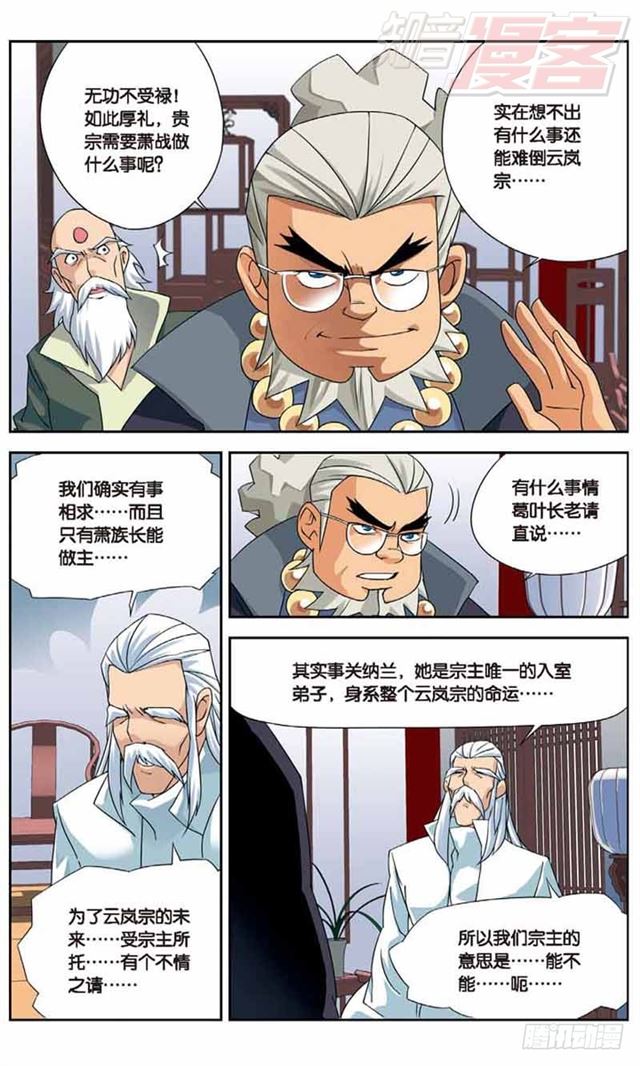 知音漫客
无功不受禄！
如此厚礼，贵
宗需要萧战做
什么事呢？
实在想不出
有什么事还
能难倒云岚
宗……
我们确实有事
相求……而且
只有萧族长能
做主……
有什么事情
葛叶长老请
直说……
其实事关纳兰，她是宗主唯一的入室
弟子，身系整个云岚宗的命运……
为了云岚宗的未
来……受宗主所
托……有个不情
之请……
所以我们宗主的
意思是……能不
能……呃……
腾讯动漫